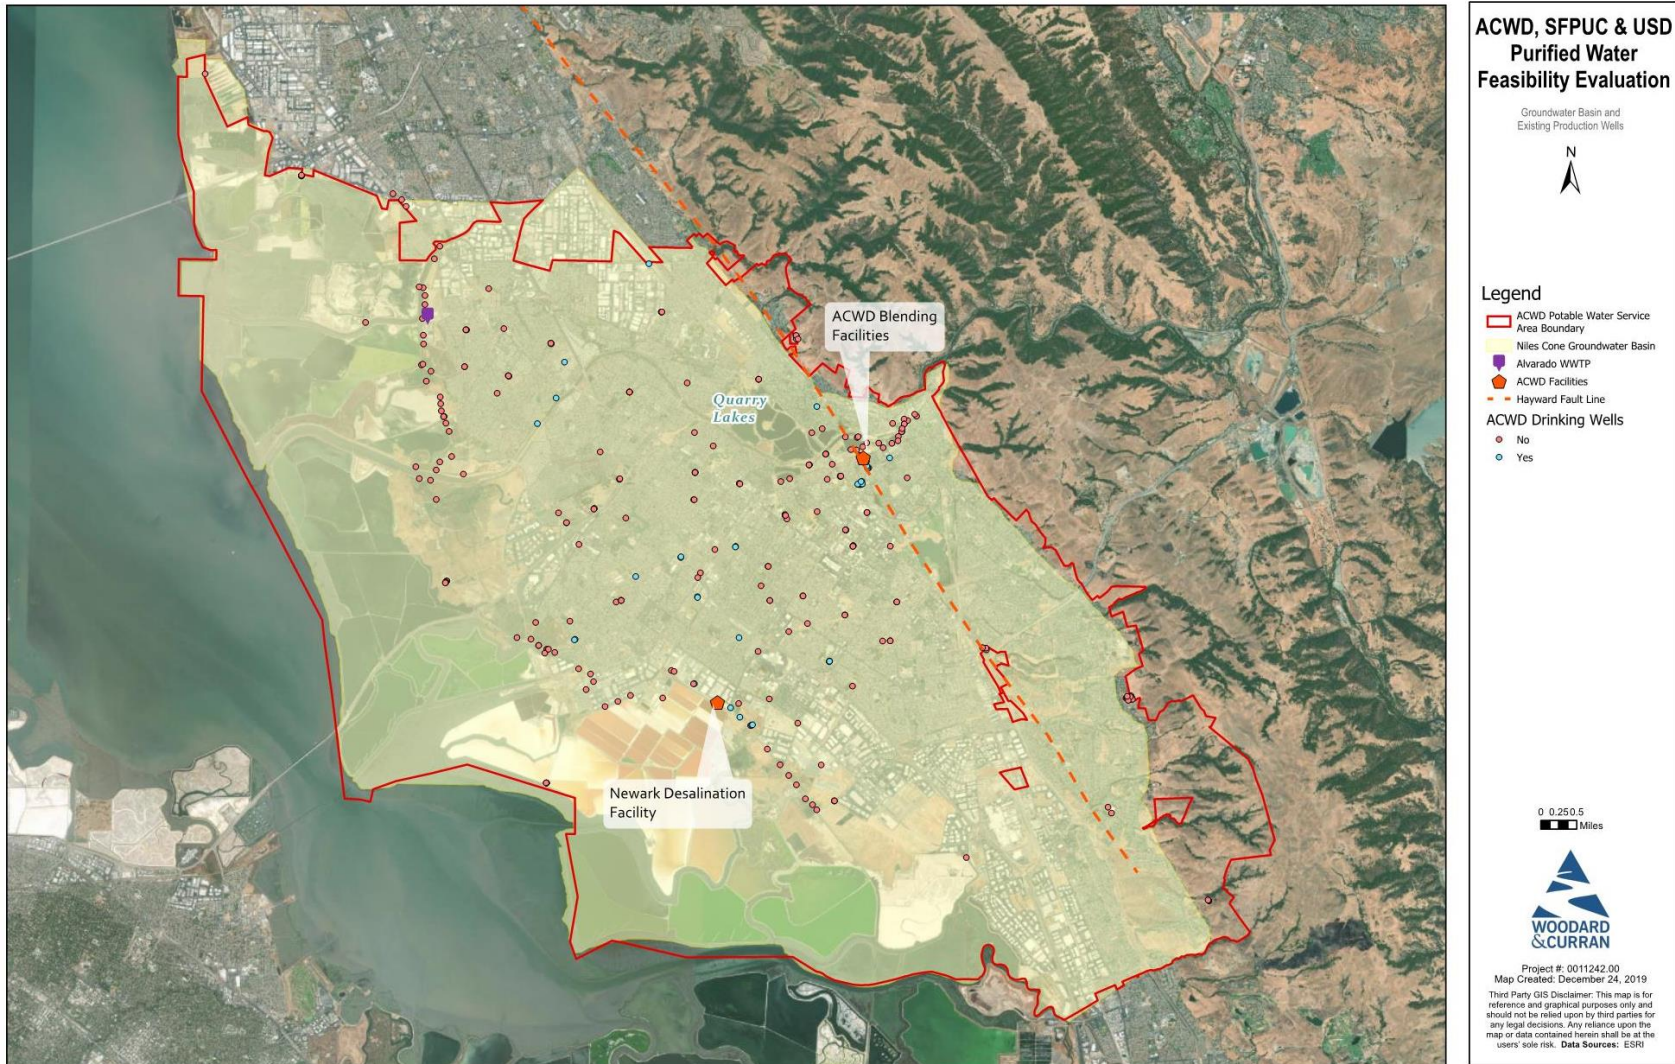 ACWD, SFPUC & USD
Purified Water
Feasibility Evaluation
Groundwater Basin and
Existing Production Wells
N
Legend
ACWD Potable Water Service
Area Boundary
Niles Cone Groundwater Basin
Alvarado WWTP
ACWD Facilities
Hayward Fault Line
ACWD Drinking Wells
No
Yes
ACWD Blending
Facilities
Quarry
Lakes
Newark Desalination
Facility
0 0.25 0.5
Miles
WOODARD
&CURRAN
Project #: 0011242.00
Map Created: December 24, 2019
Third Party GIS Disclaimer: This map is for
reference and graphical purposes only and
should not be relied upon by third parties for
any legal decisions. Any reliance upon the
map or data contained herein shall be at the
users' sole risk. Data Sources: ESRI